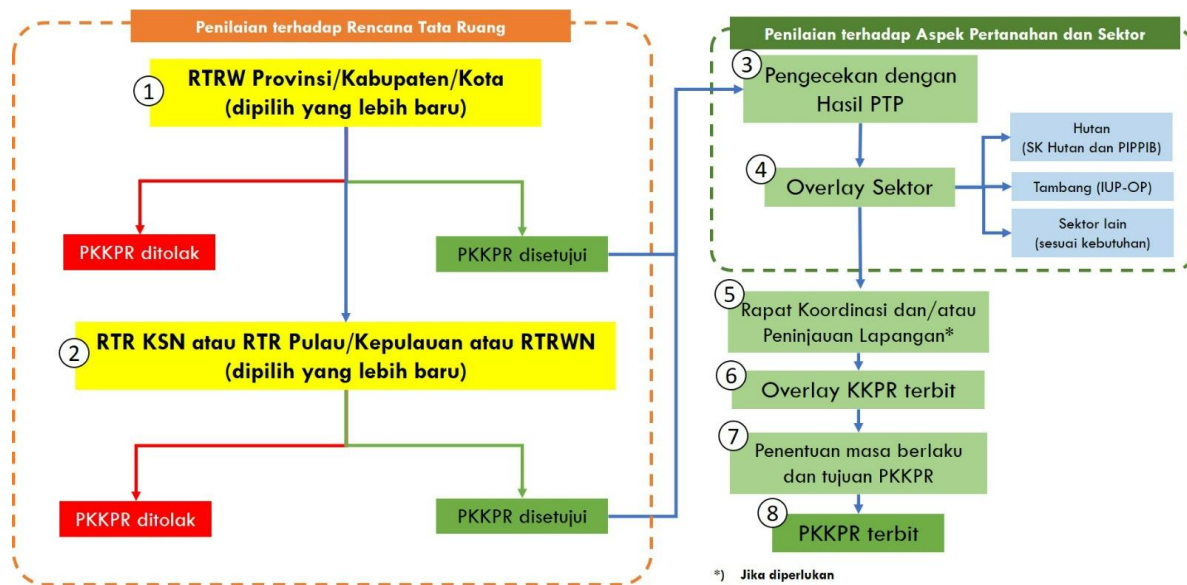 Penilaian terhadap Rencana Tata Ruang
1
RTRW Provinsi/Kabupaten/Kota
(dipilih yang lebih baru)
PKKPR ditolak
PKKPR disetujui
2
RTR KSN atau RTR Pulau/Kepulauan atau RTRWN
(dipilih yang lebih baru)
PKKPR ditolak
PKKPR disetujui
Penilaian terhadap Aspek Pertanahan dan Sektor
3
Pengecekan dengan
Hasil PTP
4
Overlay Sektor
Hutan
(SK Hutan dan PIPPIB)
Tambang (IUP-OP)
Sektor lain
(sesuai kebutuhan)
5
Rapat Koordinasi dan/atau
Peninjauan Lapangan*
6
Overlay KKPR terbit
7
Penentuan masa berlaku
dan tujuan PKKPR
8
PKKPR terbit
*) Jika diperlukan